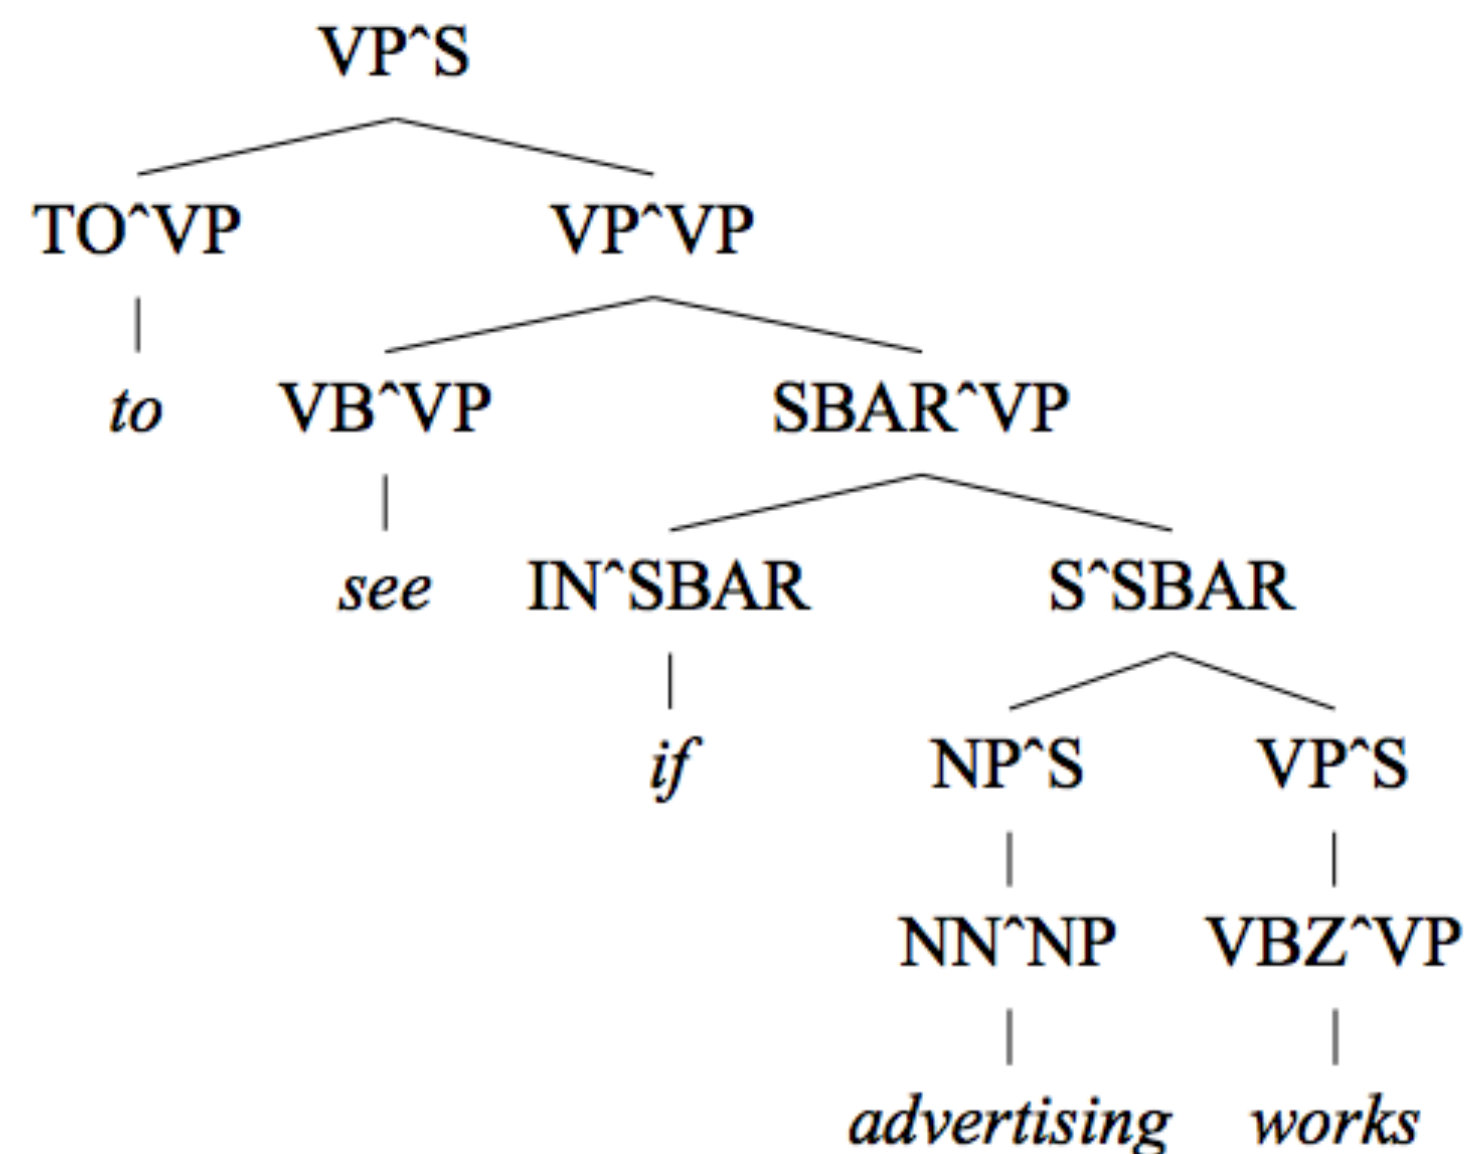 VP^S
TO^VP VP^VP
to VB^VP SBAR^VP
see IN^SBAR S^SBAR
if NP^S VP^S
NN^NP VBZ^VP
advertising works